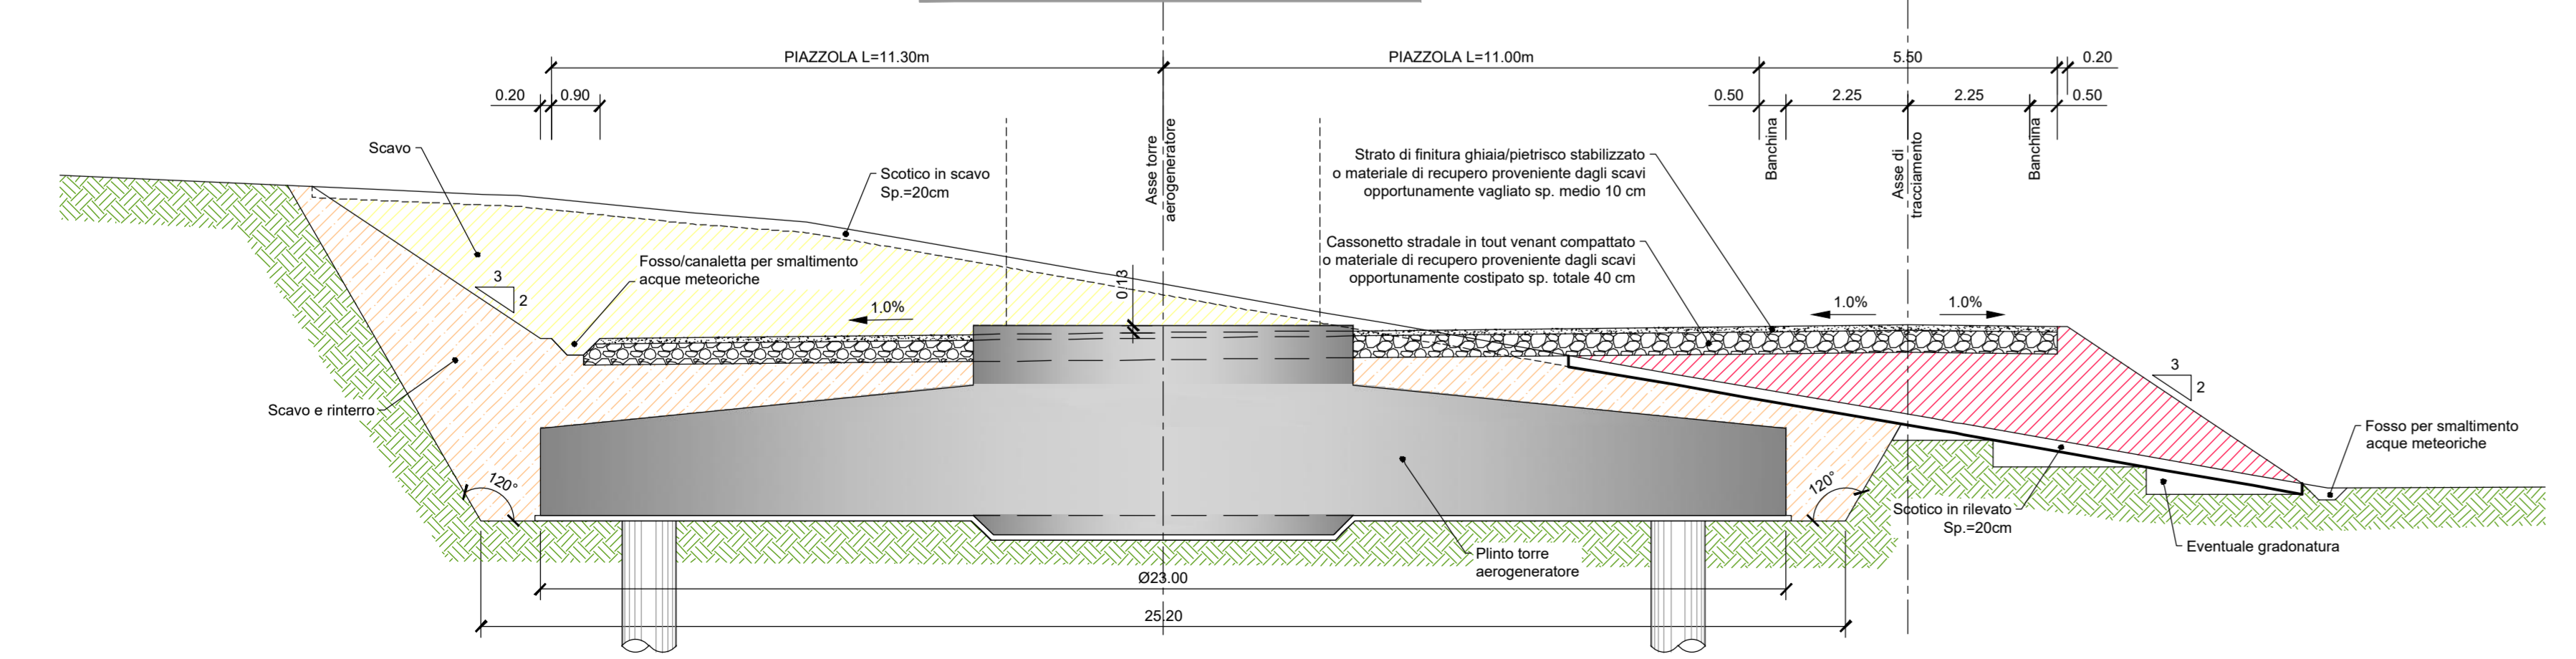 PIAZZOLA L=11.30m
PIAZZOLA L=11.00m
5.50
0.20
0.20
0.90
0.50
2.25
2.25
0.50
Scavo
Scotico in scavo
Sp.=20cm
Asse torre
aerogeneratore
Strato di finitura ghiaia/pietrisco stabilizzato
o materiale di recupero proveniente dagli scavi
opportunamente vagliato sp. medio 10 cm
Banchina
Asse di
tracciamento
Banchina
Cassonetto stradale in tout venant compattato
o materiale di recupero proveniente dagli scavi
opportunamente costipato sp. totale 40 cm
Fosso/canaletta per smaltimento
acque meteoriche
3
2
0.13
1.0%
1.0%
1.0%
3
2
Scavo e rinterro
Fosso per smaltimento
acque meteoriche
120°
120°
Scotico in rilevato
Sp.=20cm
Eventuale gradonatura
Plinto torre
aerogeneratore
Ø23.00
25.20